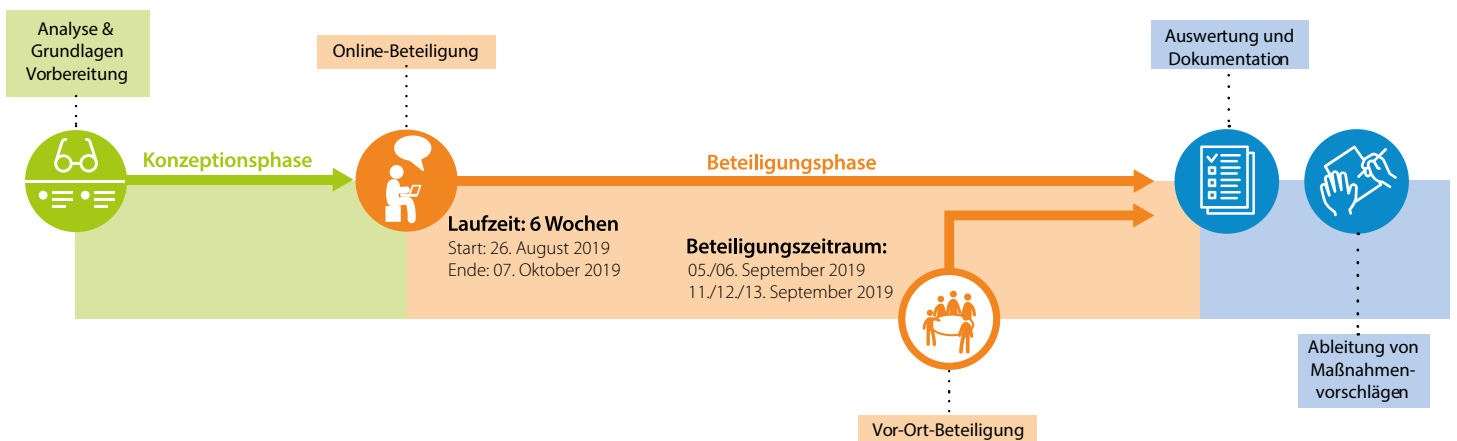 Analyse &
Grundlagen
Vorbereitung
Online-Beteiligung
Auswertung und
Dokumentation
Konzeptionsphase
Beteiligungsphase
Laufzeit: 6 Wochen
Start: 26. August 2019
Ende: 07. Oktober 2019
Beteiligungszeitraum:
05./06. September 2019
11./12./13. September 2019
Ableitung von
Maßnahmen-
vorschlägen
Vor-Ort-Beteiligung